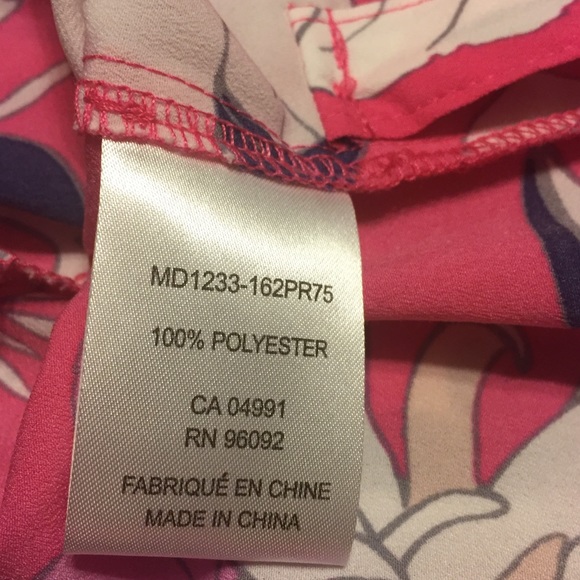 MD1233-162PR75
100% POLYESTER
CA 04991
RN 96092
FABRIQUÉ EN CHINE
MADE IN CHINA